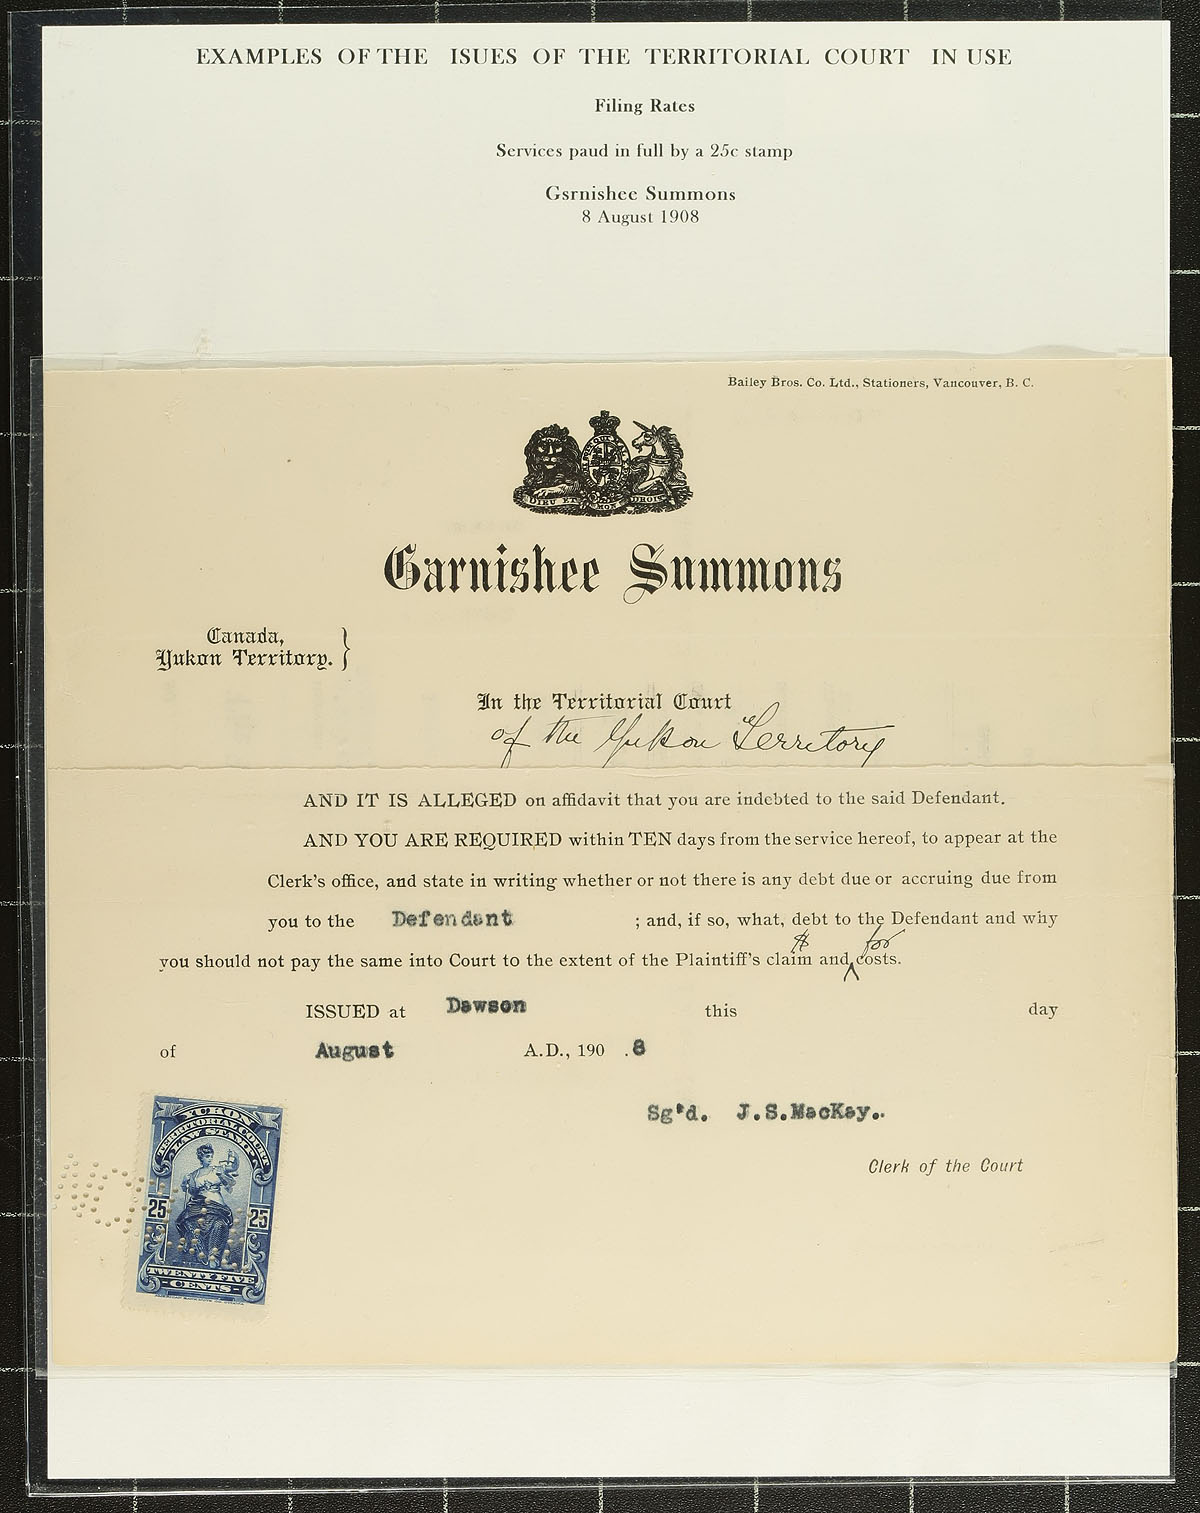 EXAMPLES OF THE ISUES OF THE TERRITORIAL COURT IN USE
Filing Rates
Services paud in full by a 25c stamp
Gsrnishee Summons
8 August 1908
Bailey Bros. Co. Ltd., Stationers, Vancouver, B. C.
DIEU ET MON DROIT
Garnishee Summons
Canada,
Yukon Territory. }
In the Territorial Court
of the Yukon Territory
AND IT IS ALLEGED on affidavit that you are indebted to the said Defendant.
AND YOU ARE REQUIRED within TEN days from the service hereof, to appear at the
Clerk's office, and state in writing whether or not there is any debt due or accruing due from
you to the Defendant ; and, if so, what, debt to the Defendant and why
$ for
you should not pay the same into Court to the extent of the Plaintiff's claim and costs.
ISSUED at Dawson this day
of August A.D., 190 .8
Sg'd. J.S.MacKay..
Clerk of the Court
YUKON
TERRITORIAL COURT
LAW STAMP
25 25
TWENTY FIVE
CENTS